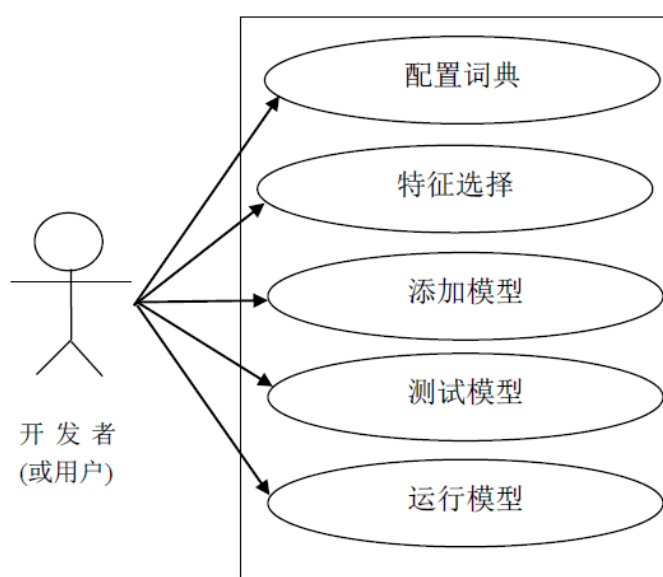 配置词典
特征选择
添加模型
测试模型
运行模型
开 发 者
(或用户)